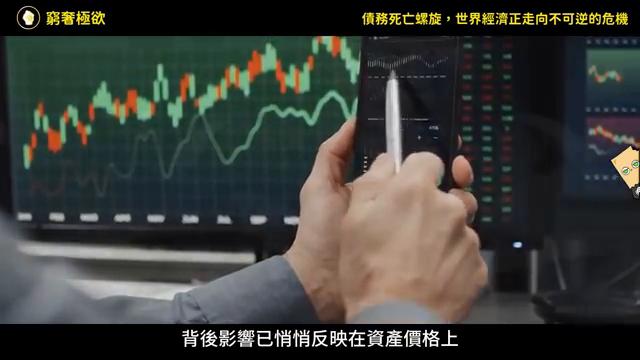 窮奢極欲
債務死亡螺旋，世界經濟正走向不可逆的危機
背後影響已悄悄反映在資產價格上